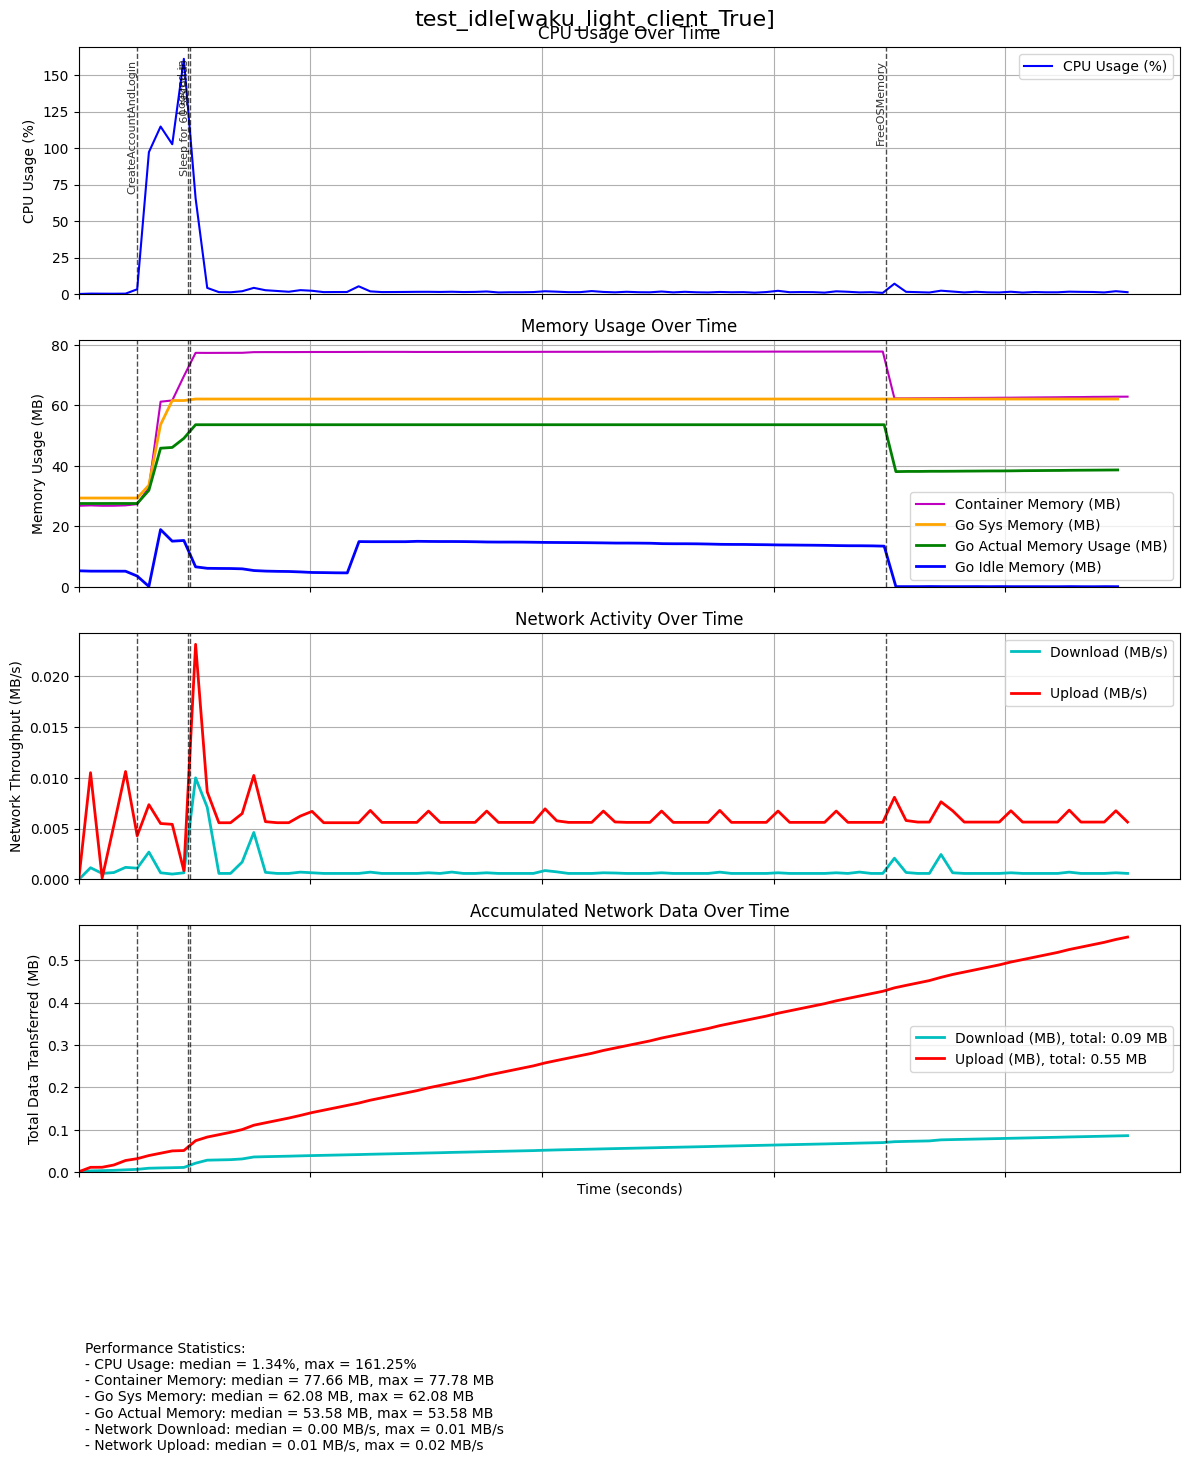 test_idle[waku_light_client_True]
CPU Usage Over Time
CPU Usage (%)
150
125
100
75
50
25
0
CreateAccountAndLogin
Sleep for 60
FreeOSMemory
CPU Usage (%)
Memory Usage Over Time
Memory Usage (MB)
80
60
40
20
0
Container Memory (MB)
Go Sys Memory (MB)
Go Actual Memory Usage (MB)
Go Idle Memory (MB)
Network Activity Over Time
Network Throughput (MB/s)
0.020
0.015
0.010
0.005
0.000
Download (MB/s)
Upload (MB/s)
Accumulated Network Data Over Time
Total Data Transferred (MB)
0.5
0.4
0.3
0.2
0.1
0.0
Download (MB), total: 0.09 MB
Upload (MB), total: 0.55 MB
Time (seconds)
Performance Statistics:
- CPU Usage: median = 1.34%, max = 161.25%
- Container Memory: median = 77.66 MB, max = 77.78 MB
- Go Sys Memory: median = 62.08 MB, max = 62.08 MB
- Go Actual Memory: median = 53.58 MB, max = 53.58 MB
- Network Download: median = 0.00 MB/s, max = 0.01 MB/s
- Network Upload: median = 0.01 MB/s, max = 0.02 MB/s